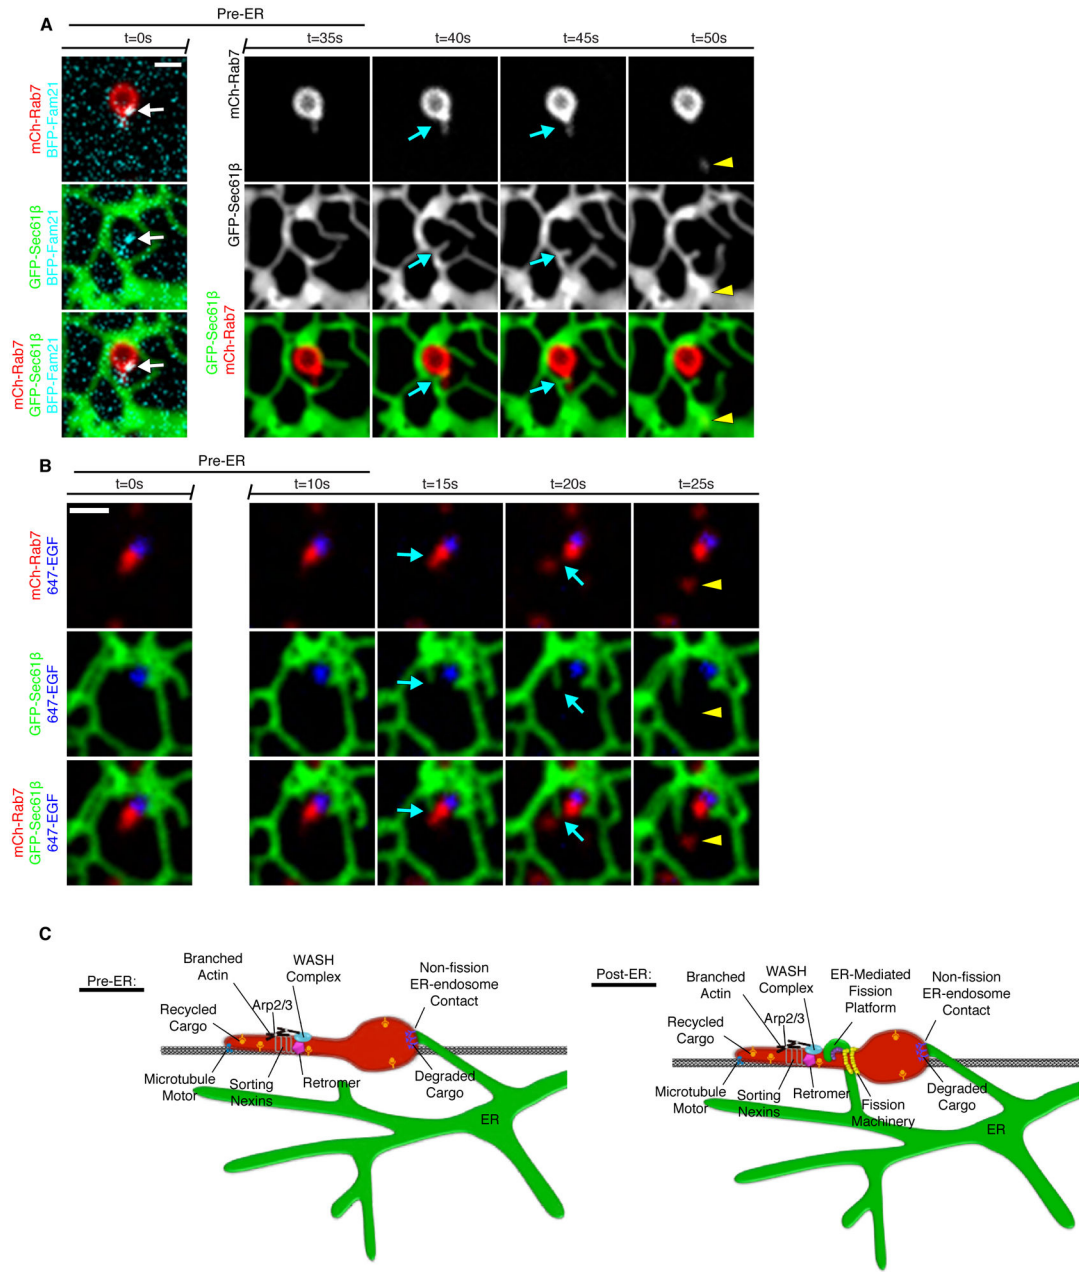 A
Pre-ER
t=0s
t=35s
t=40s
t=45s
t=50s
mCh-Rab7
BFP-Fam21
GFP-Sec61β
BFP-Fam21
mCh-Rab7
GFP-Sec61β
BFP-Fam21
mCh-Rab7
GFP-Sec61β
GFP-Sec61β
mCh-Rab7
B
Pre-ER
t=0s
t=10s
t=15s
t=20s
t=25s
mCh-Rab7
647-EGF
GFP-Sec61β
647-EGF
mCh-Rab7
GFP-Sec61β
647-EGF
C
Pre-ER:
Branched
Actin
WASH
Complex
Non-fission
ER-endosome
Contact
Recycled
Cargo
Arp2/3
Microtubule
Motor
Sorting
Nexins
Retromer
Degraded
Cargo
ER
Post-ER:
Branched
Actin
WASH
Complex
ER-Mediated
Fission
Platform
Non-fission
ER-endosome
Contact
Recycled
Cargo
Arp2/3
Microtubule
Motor
Sorting
Nexins
Retromer
Fission
Machinery
Degraded
Cargo
ER